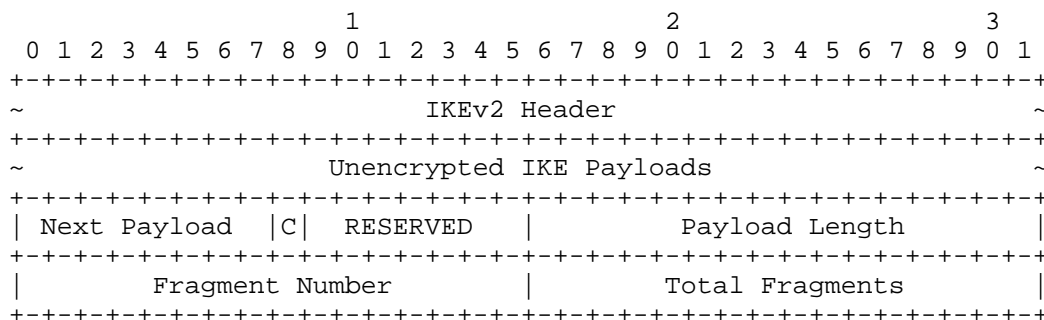 1                   2                   3
 0 1 2 3 4 5 6 7 8 9 0 1 2 3 4 5 6 7 8 9 0 1 2 3 4 5 6 7 8 9 0 1
+-+-+-+-+-+-+-+-+-+-+-+-+-+-+-+-+-+-+-+-+-+-+-+-+-+-+-+-+-+-+-+-+
~                          IKEv2 Header                         ~
+-+-+-+-+-+-+-+-+-+-+-+-+-+-+-+-+-+-+-+-+-+-+-+-+-+-+-+-+-+-+-+-+
~                    Unencrypted IKE Payloads                   ~
+-+-+-+-+-+-+-+-+-+-+-+-+-+-+-+-+-+-+-+-+-+-+-+-+-+-+-+-+-+-+-+-+
| Next Payload  |C|  RESERVED   |         Payload Length        |
+-+-+-+-+-+-+-+-+-+-+-+-+-+-+-+-+-+-+-+-+-+-+-+-+-+-+-+-+-+-+-+-+
|        Fragment Number        |        Total Fragments        |
+-+-+-+-+-+-+-+-+-+-+-+-+-+-+-+-+-+-+-+-+-+-+-+-+-+-+-+-+-+-+-+-+